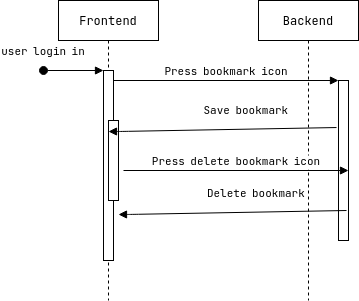 Frontend
Backend
user login in
Press bookmark icon
Save bookmark
Press delete bookmark icon
Delete bookmark